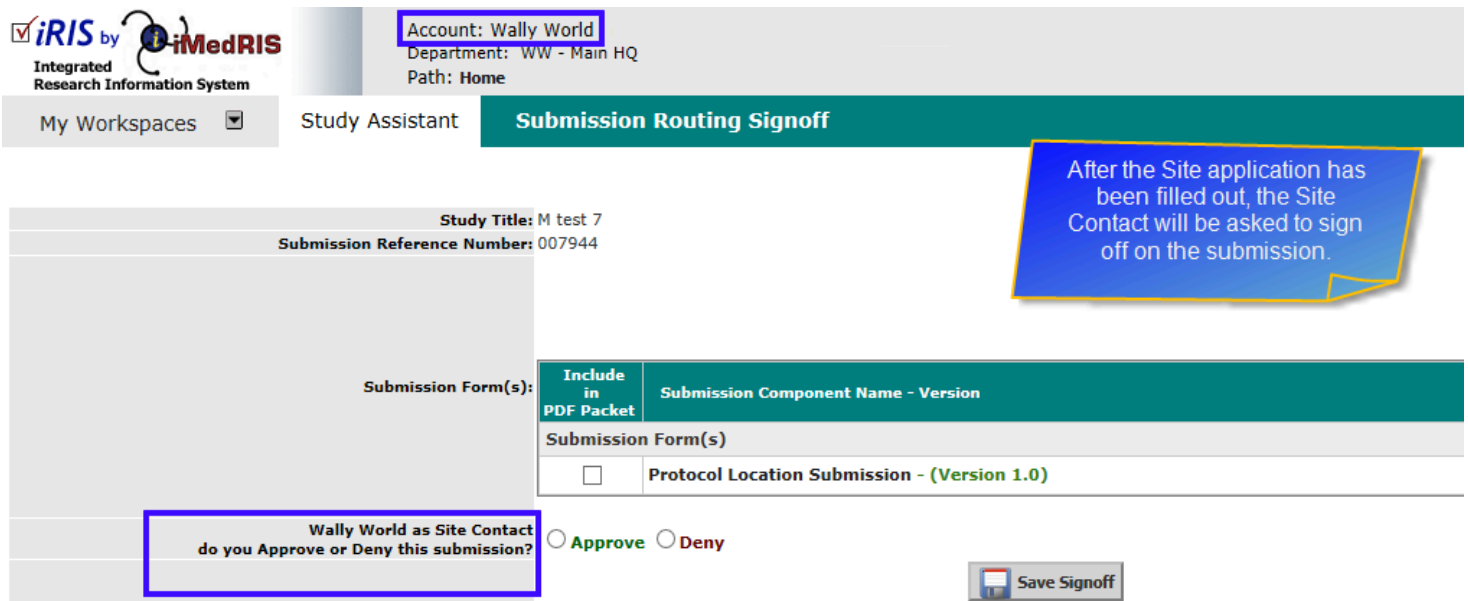 iRIS by iMedRIS
Integrated
Research Information System
Account: Wally World
Department: WW - Main HQ
Path: Home
My Workspaces
Study Assistant
Submission Routing Signoff
After the Site application has
been filled out, the Site
Contact will be asked to sign
off on the submission.
Study Title: M test 7
Submission Reference Number: 007944
Submission Form(s):
Include
in
PDF Packet
Submission Component Name - Version
Submission Form(s)
Protocol Location Submission - (Version 1.0)
Wally World as Site Contact
do you Approve or Deny this submission?
Approve Deny
Save Signoff